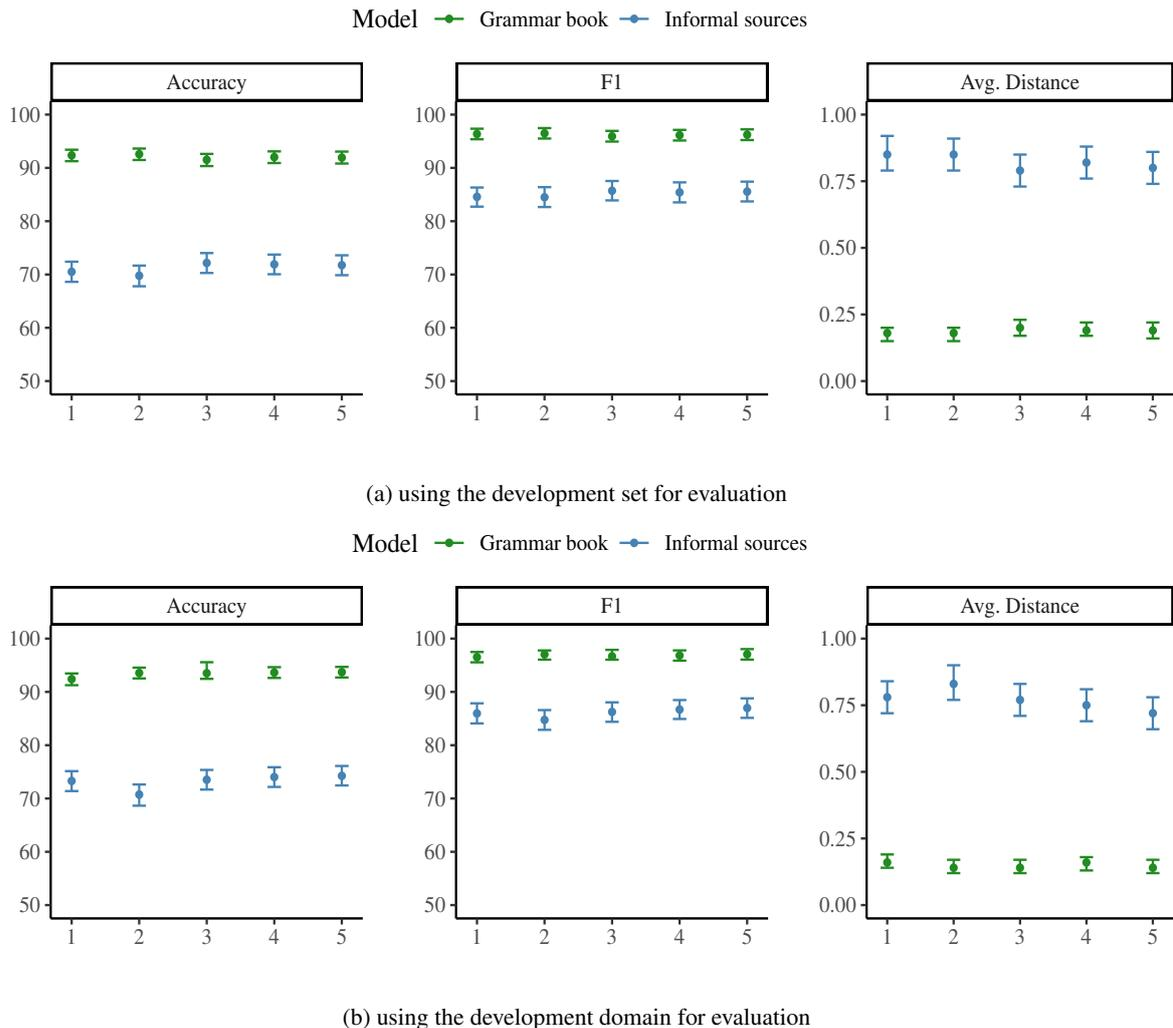 Model Grammar book Informal sources
Accuracy F1 Avg. Distance
100 100 1.00
90 90
80 80 0.75
70 70 0.50
60 60 0.25
50 50 0.00
1 2 3 4 5 1 2 3 4 5 1 2 3 4 5
(a) using the development set for evaluation
Model Grammar book Informal sources
Accuracy F1 Avg. Distance
100 100 1.00
90 90
80 80 0.75
70 70 0.50
60 60 0.25
50 50 0.00
1 2 3 4 5 1 2 3 4 5 1 2 3 4 5
(b) using the development domain for evaluation